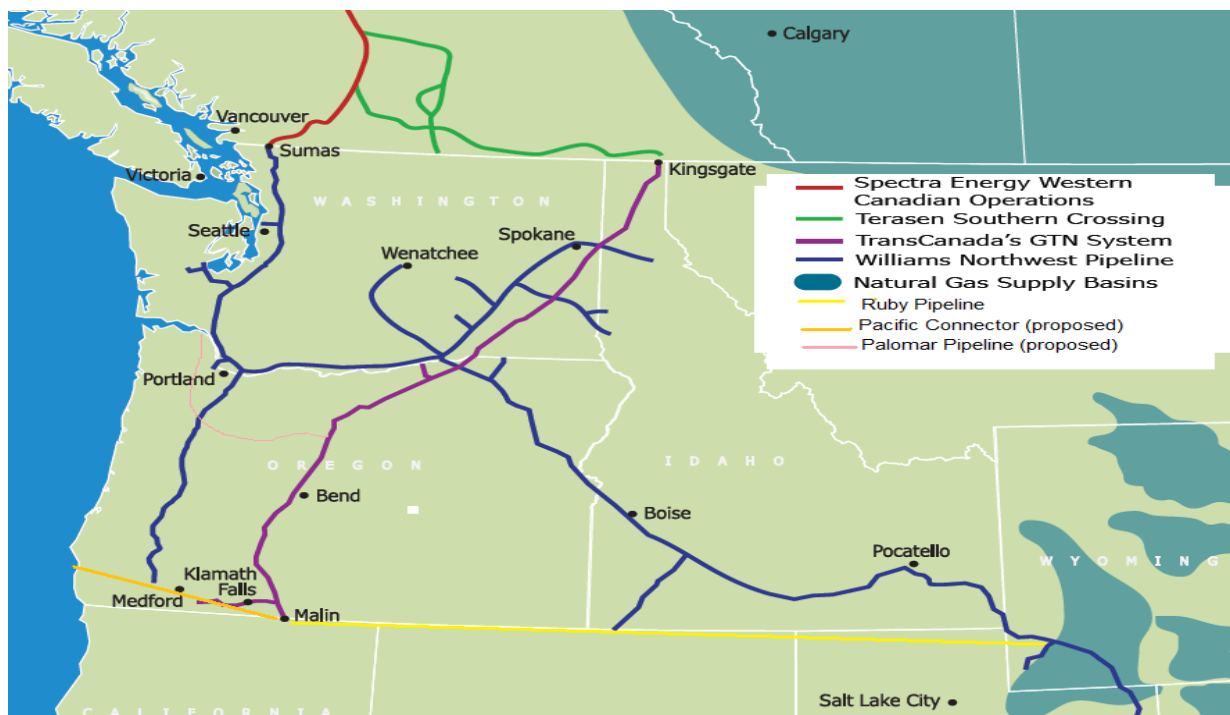 Calgary
Vancouver
Sumas
Victoria
Kingsgate
WASHINGTON
Seattle
Wenatchee
Spokane
Spectra Energy Western
Canadian Operations
Terasen Southern Crossing
TransCanada's GTN System
Williams Northwest Pipeline
Natural Gas Supply Basins
Ruby Pipeline
Pacific Connector (proposed)
Palomar Pipeline (proposed)
Portland
OREGON
IDAHO
Bend
Boise
Pocatello
WYOMING
Klamath
Falls
Medford
Malin
Salt Lake City
CALIFORNIA